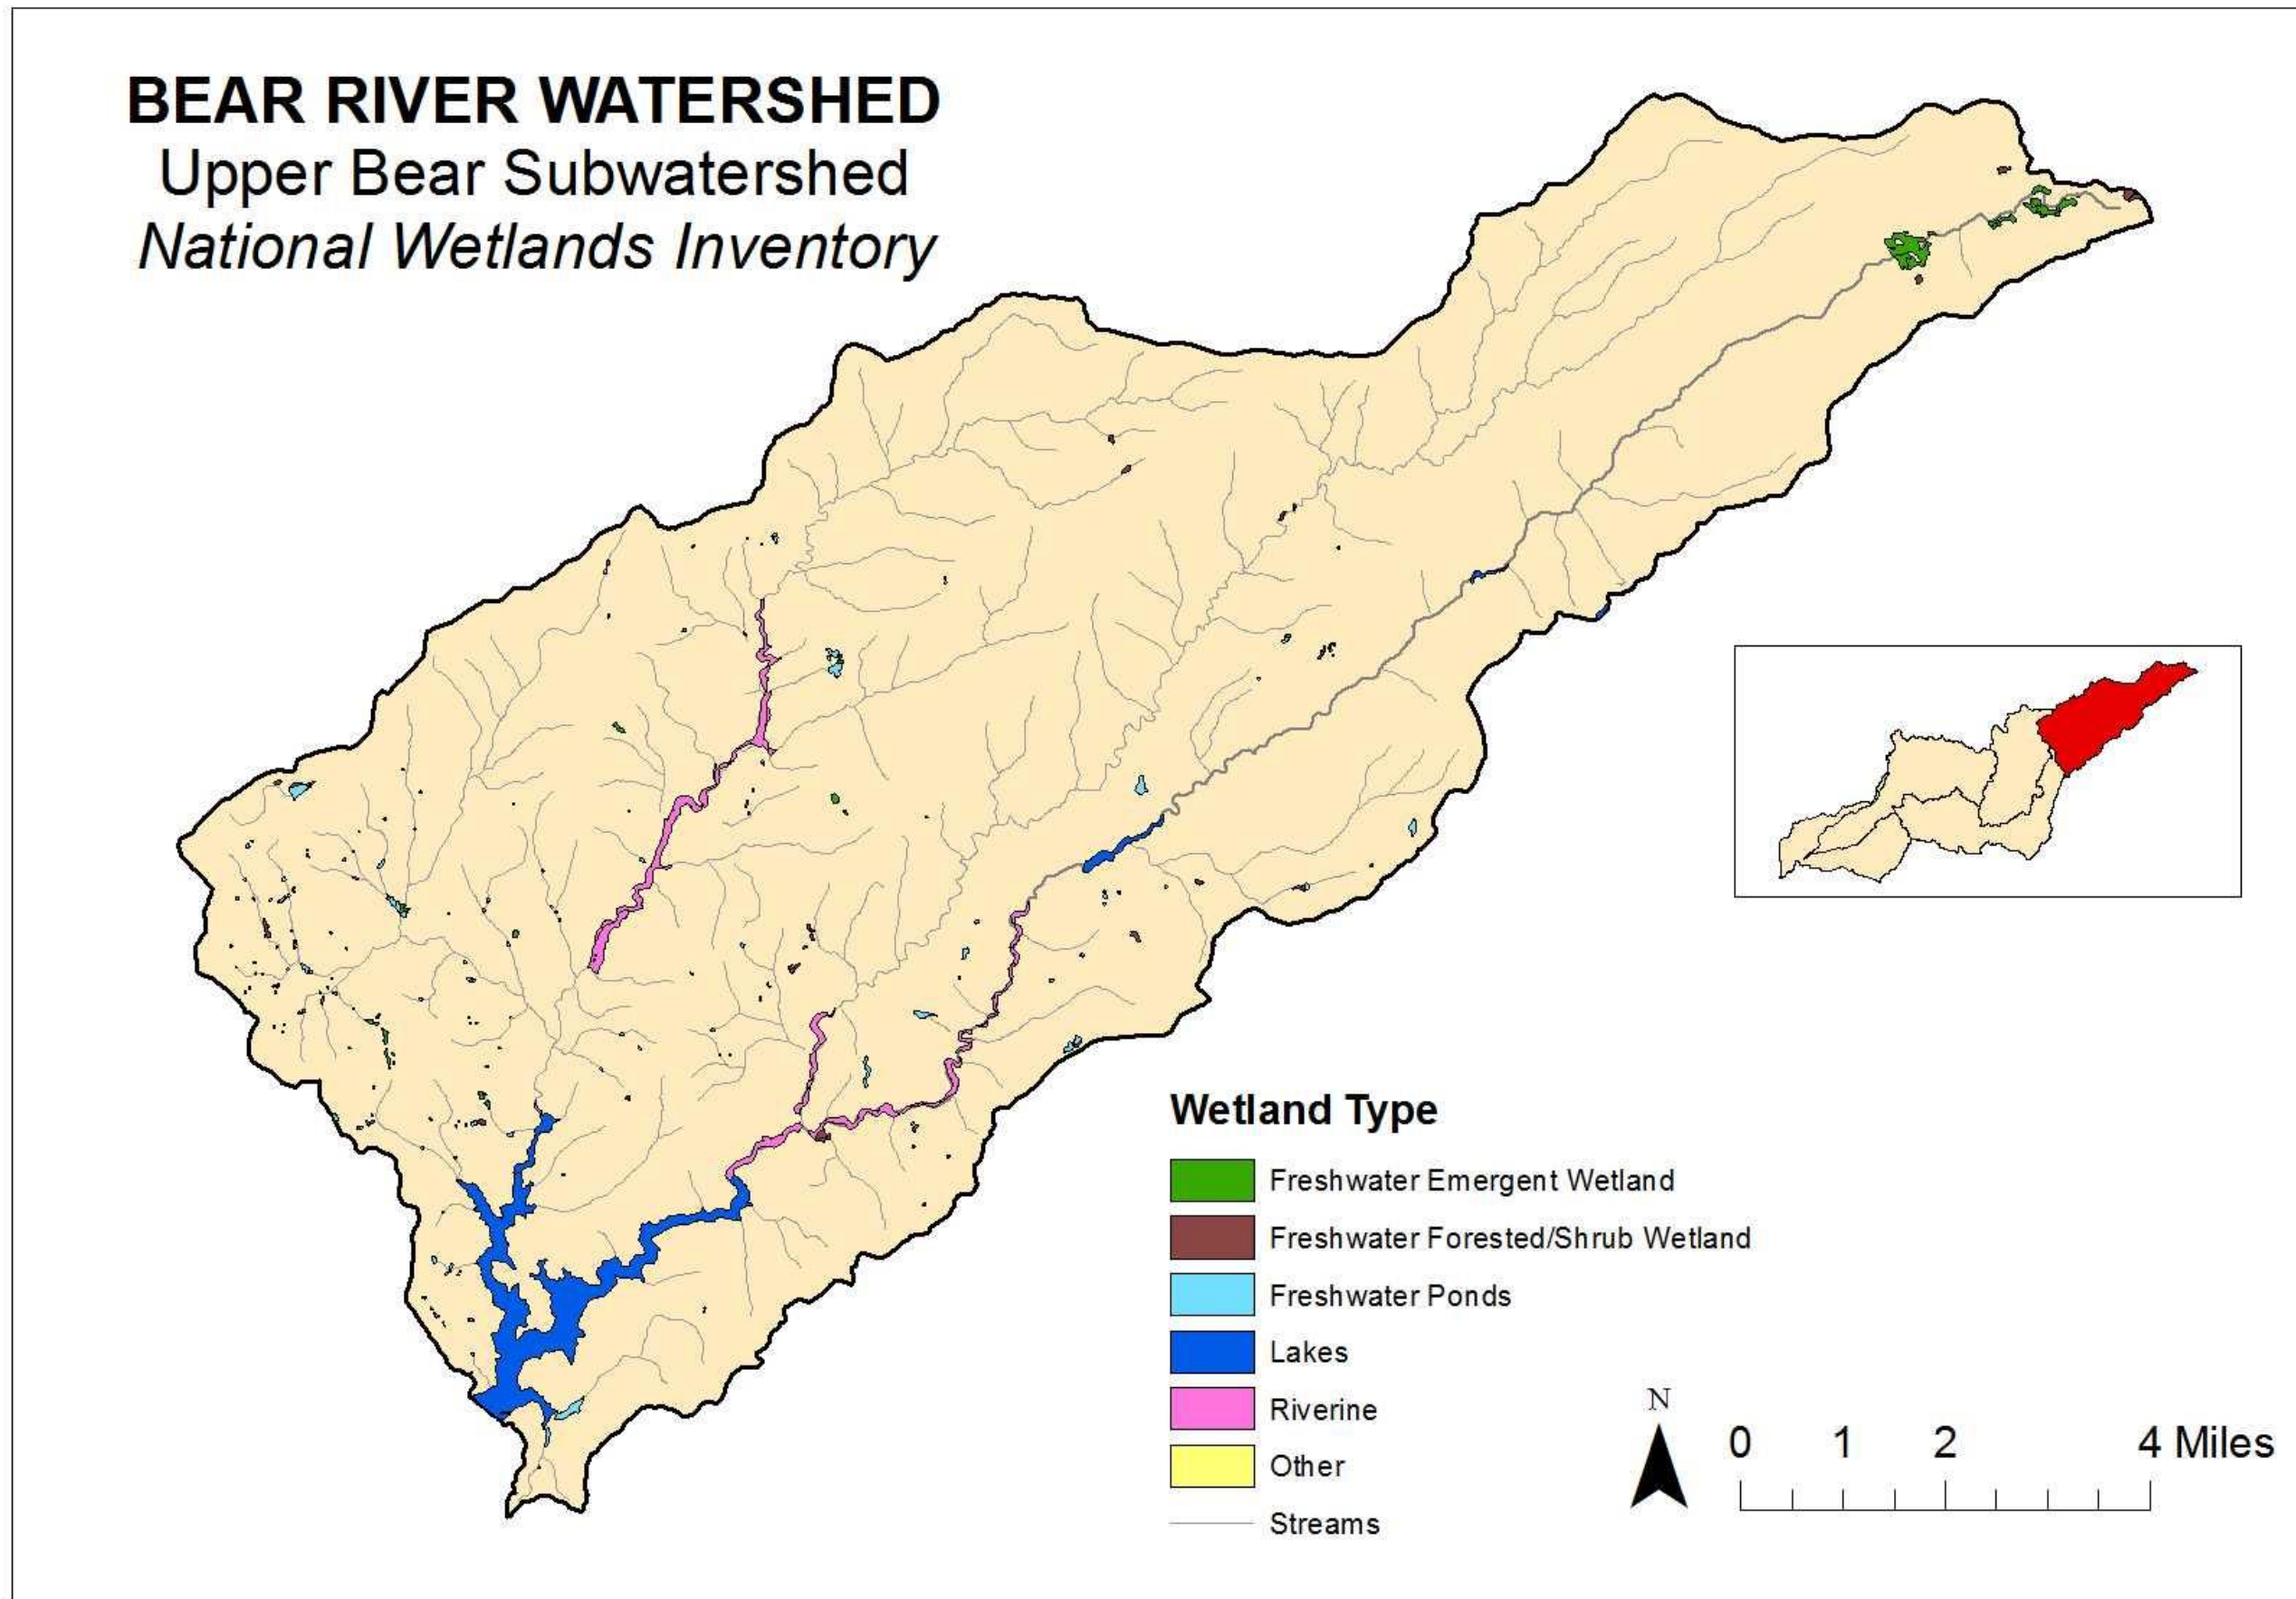 BEAR RIVER WATERSHED
Upper Bear Subwatershed
National Wetlands Inventory
Wetland Type
Freshwater Emergent Wetland
Freshwater Forested/Shrub Wetland
Freshwater Ponds
Lakes
Riverine
Other
Streams
N
0 1 2 4 Miles